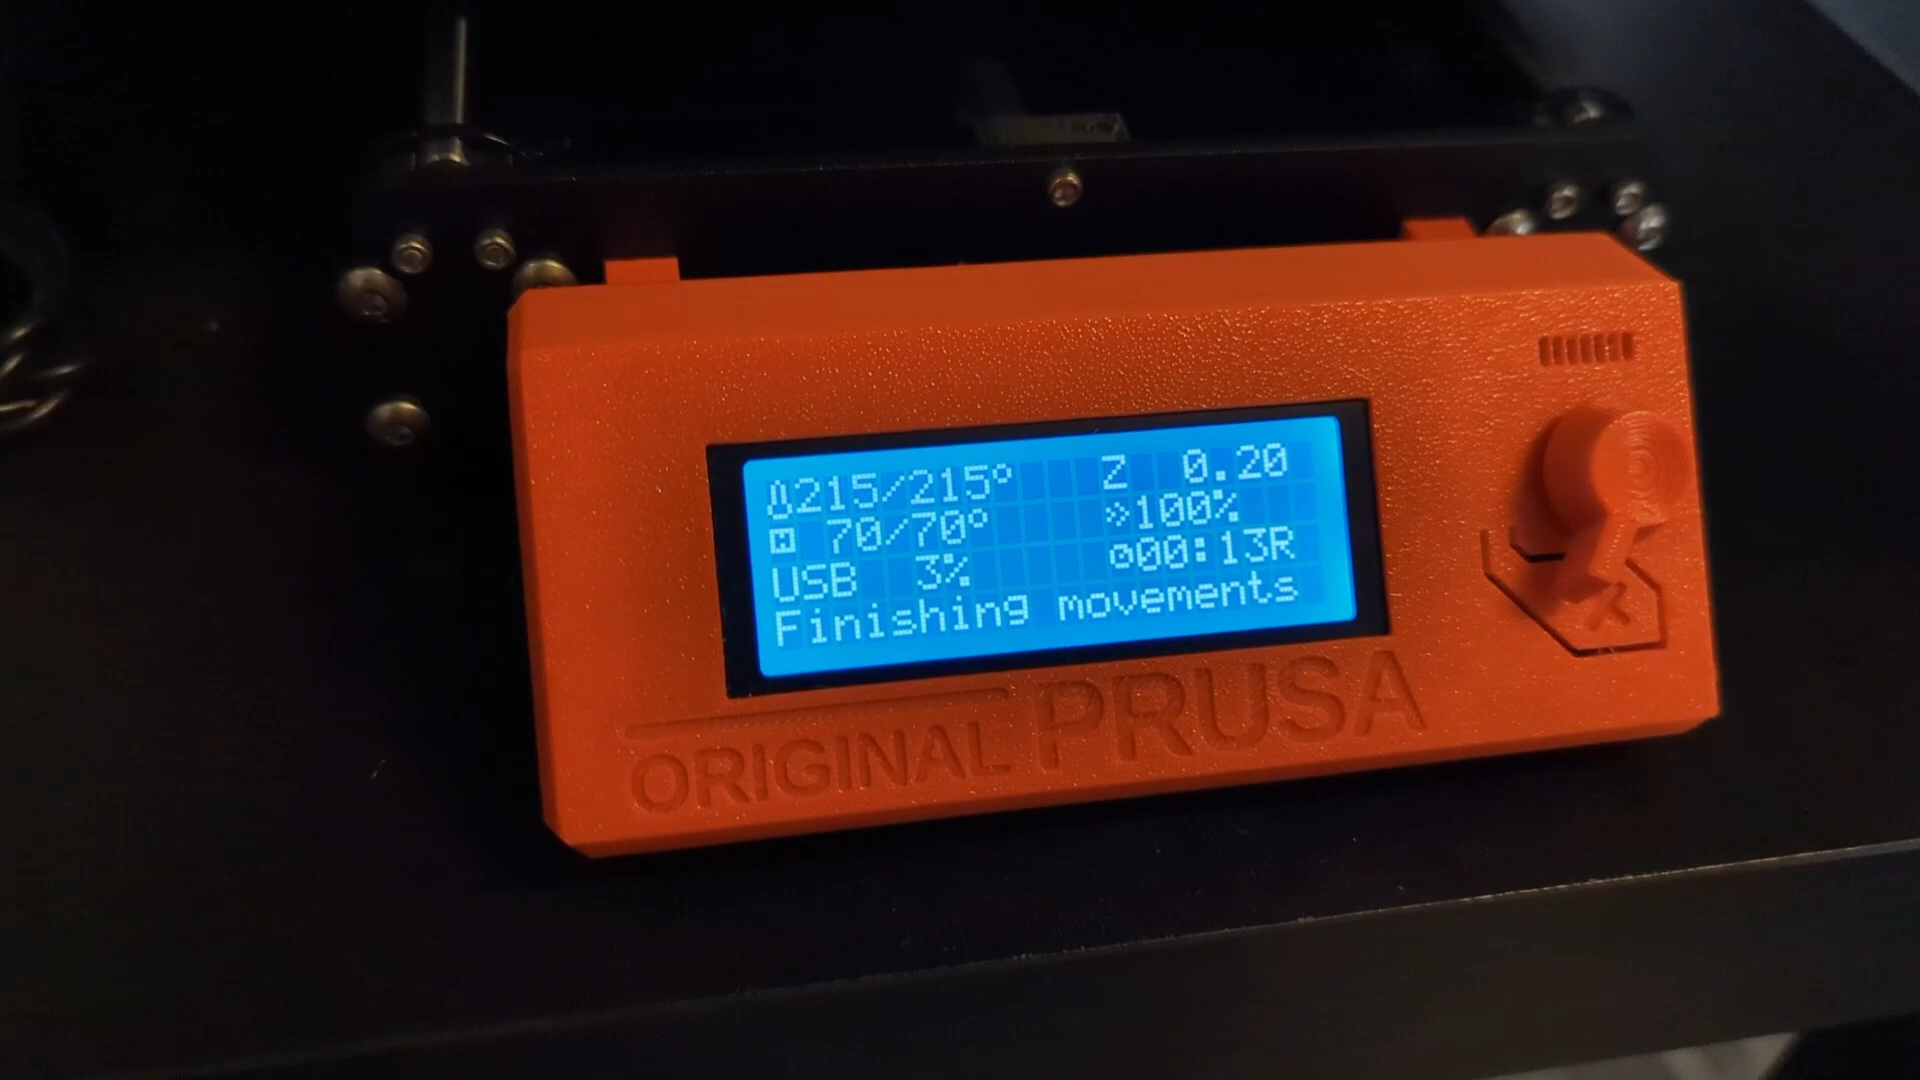 215/215° Z 0.20
70/70° 100%
USB 3% 00:13R
Finishing movements
ORIGINAL PRUSA